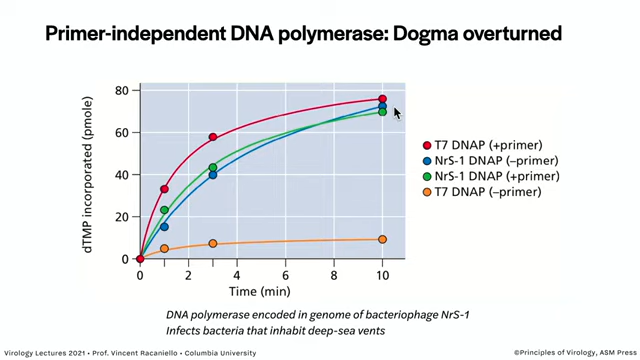 Primer-independent DNA polymerase: Dogma overturned
80
60
40
20
0
dTMP incorporated (pmole)
0 2 4 6 8 10
Time (min)
T7 DNAP (+primer)
NrS-1 DNAP (–primer)
NrS-1 DNAP (+primer)
T7 DNAP (–primer)
DNA polymerase encoded in genome of bacteriophage NrS-1
Infects bacteria that inhabit deep-sea vents
Virology Lectures 2021 • Prof. Vincent Racaniello • Columbia University
©Principles of Virology, ASM Press